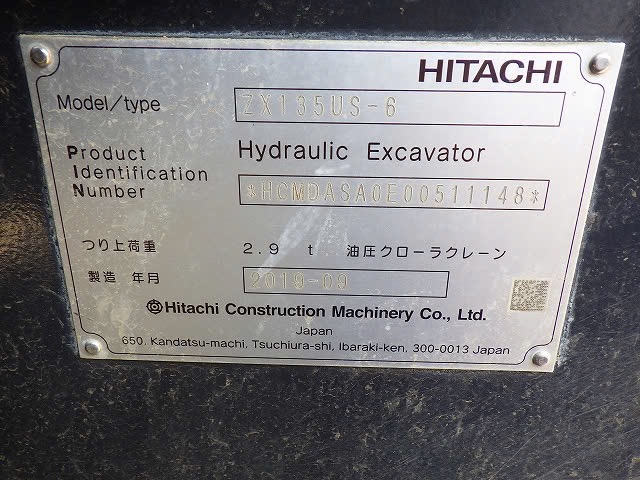 HITACHI
Model/type ZX135US-6
Product Identification Number Hydraulic Excavator
*HCMDASA0E00511148*
つり上荷重 2.9 t 油圧クローラクレーン
製造 年月 2019-09
Hitachi Construction Machinery Co., Ltd.
Japan
650, Kandatsu-machi, Tsuchiura-shi, Ibaraki-ken, 300-0013 Japan